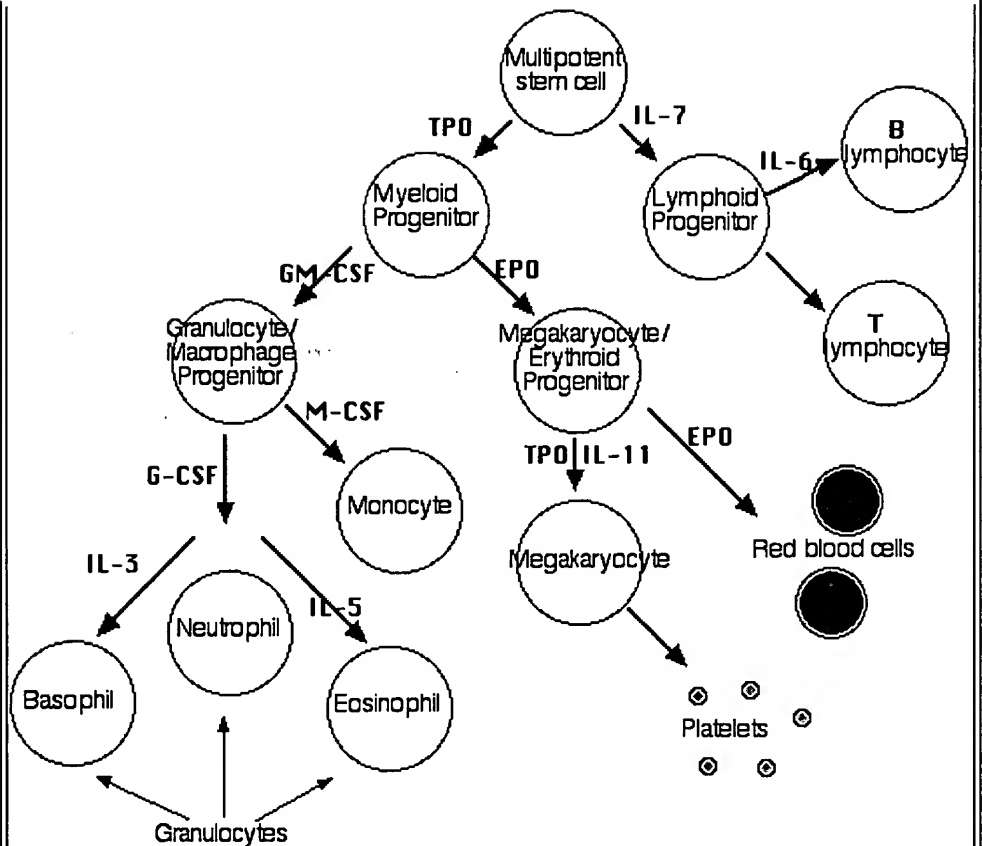 Multipotent
stem cell
TPO
IL-7
B
lymphocyte
IL-6
Myeloid
Progenitor
Lymphoid
Progenitor
GM-CSF
EPO
T
lymphocyte
Granulocyte/
Macrophage
Progenitor
Megakaryocyte/
Erythroid
Progenitor
M-CSF
EPO
G-CSF
TPO IL-11
Monocyte
Megakaryocyte
Red blood cells
IL-3
IL-5
Neutrophil
Basophil
Eosinophil
Platelets
Granulocytes